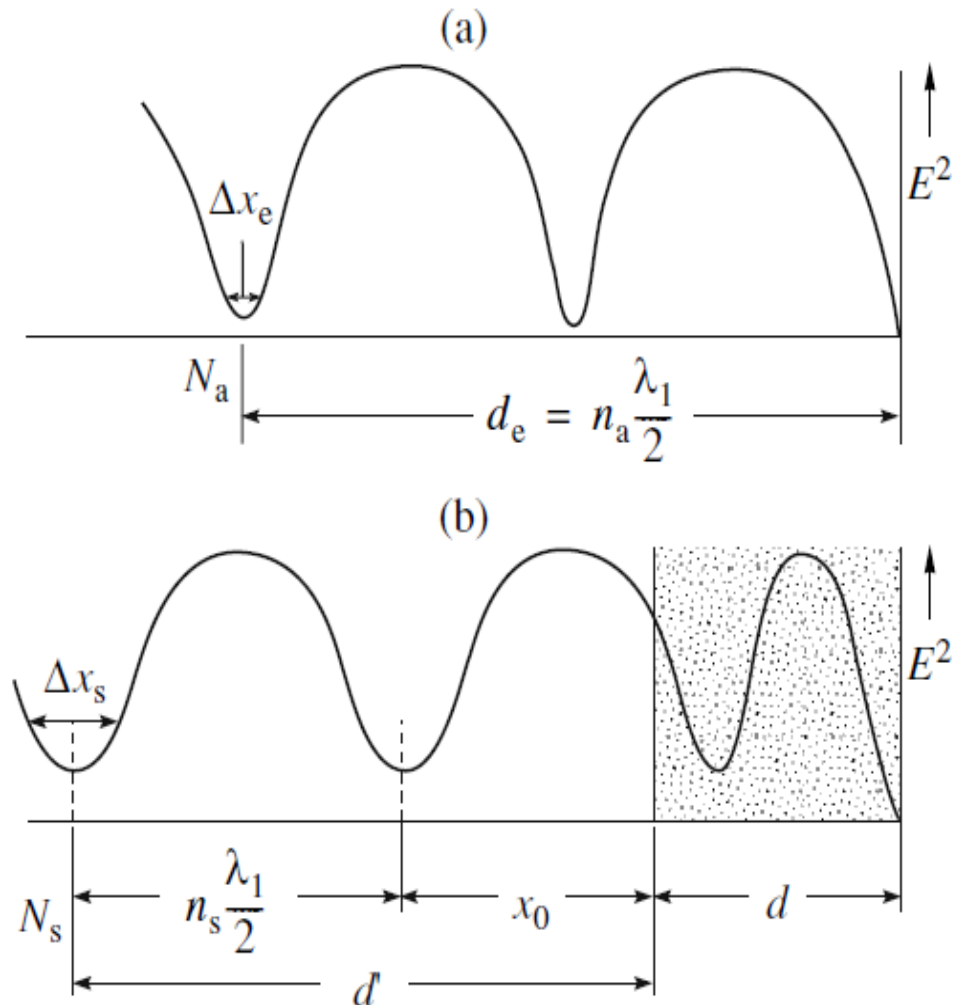 (a)
Δxₑ
E²
Nₐ
dₑ = nₐ λ₁/2
(b)
Δxₛ
E²
Nₛ
nₛ λ₁/2
x₀
d
d'